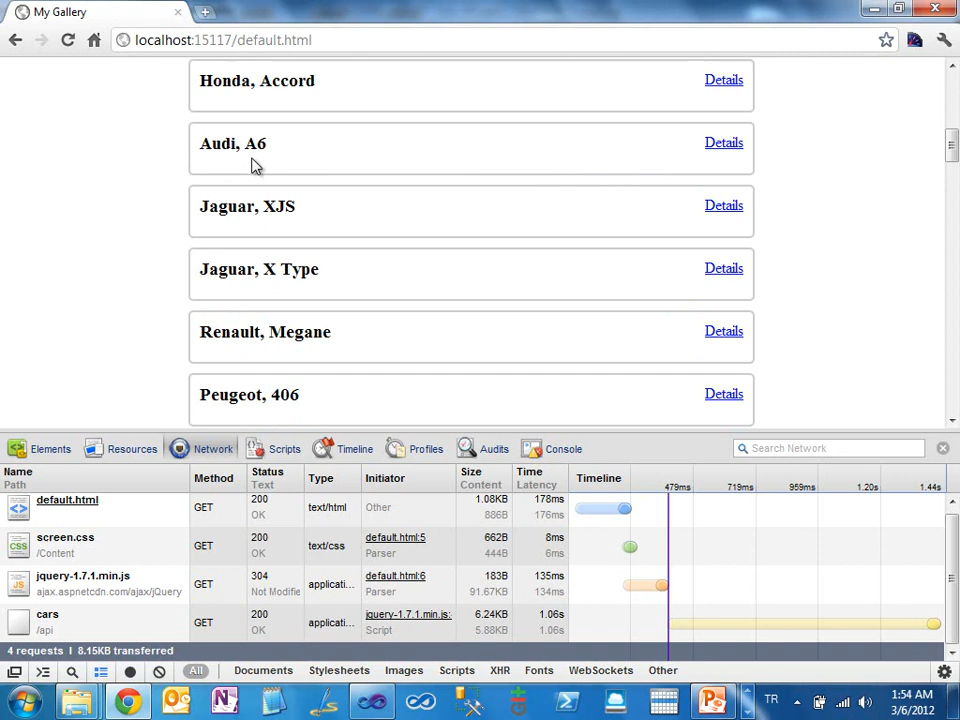 My Gallery
localhost:15117/default.html
Honda, Accord Details
Audi, A6 Details
Jaguar, XJS Details
Jaguar, X Type Details
Renault, Megane Details
Peugeot, 406 Details
Elements Resources Network Scripts Timeline Profiles Audits Console Search Network
Name Method Status Type Initiator Size Time Timeline
Path Text Content Latency 479ms 719ms 959ms 1.20s 1.44s
default.html GET 200 text/html Other 1.08KB 178ms
OK 886B 176ms
screen.css GET 200 text/css default.html:5 662B 8ms
/Content OK Parser 444B 6ms
jquery-1.7.1.min.js GET 304 applicati... default.html:6 183B 135ms
ajax.aspnetcdn.com/ajax/jQuery Not Modifie Parser 91.67KB 134ms
cars GET 200 applicati... jquery-1.7.1.min.js: 6.24KB 1.06s
/api OK Script 5.88KB 1.06s
4 requests | 8.15KB transferred
All Documents Stylesheets Images Scripts XHR Fonts WebSockets Other
TR 1:54 AM
3/6/2012